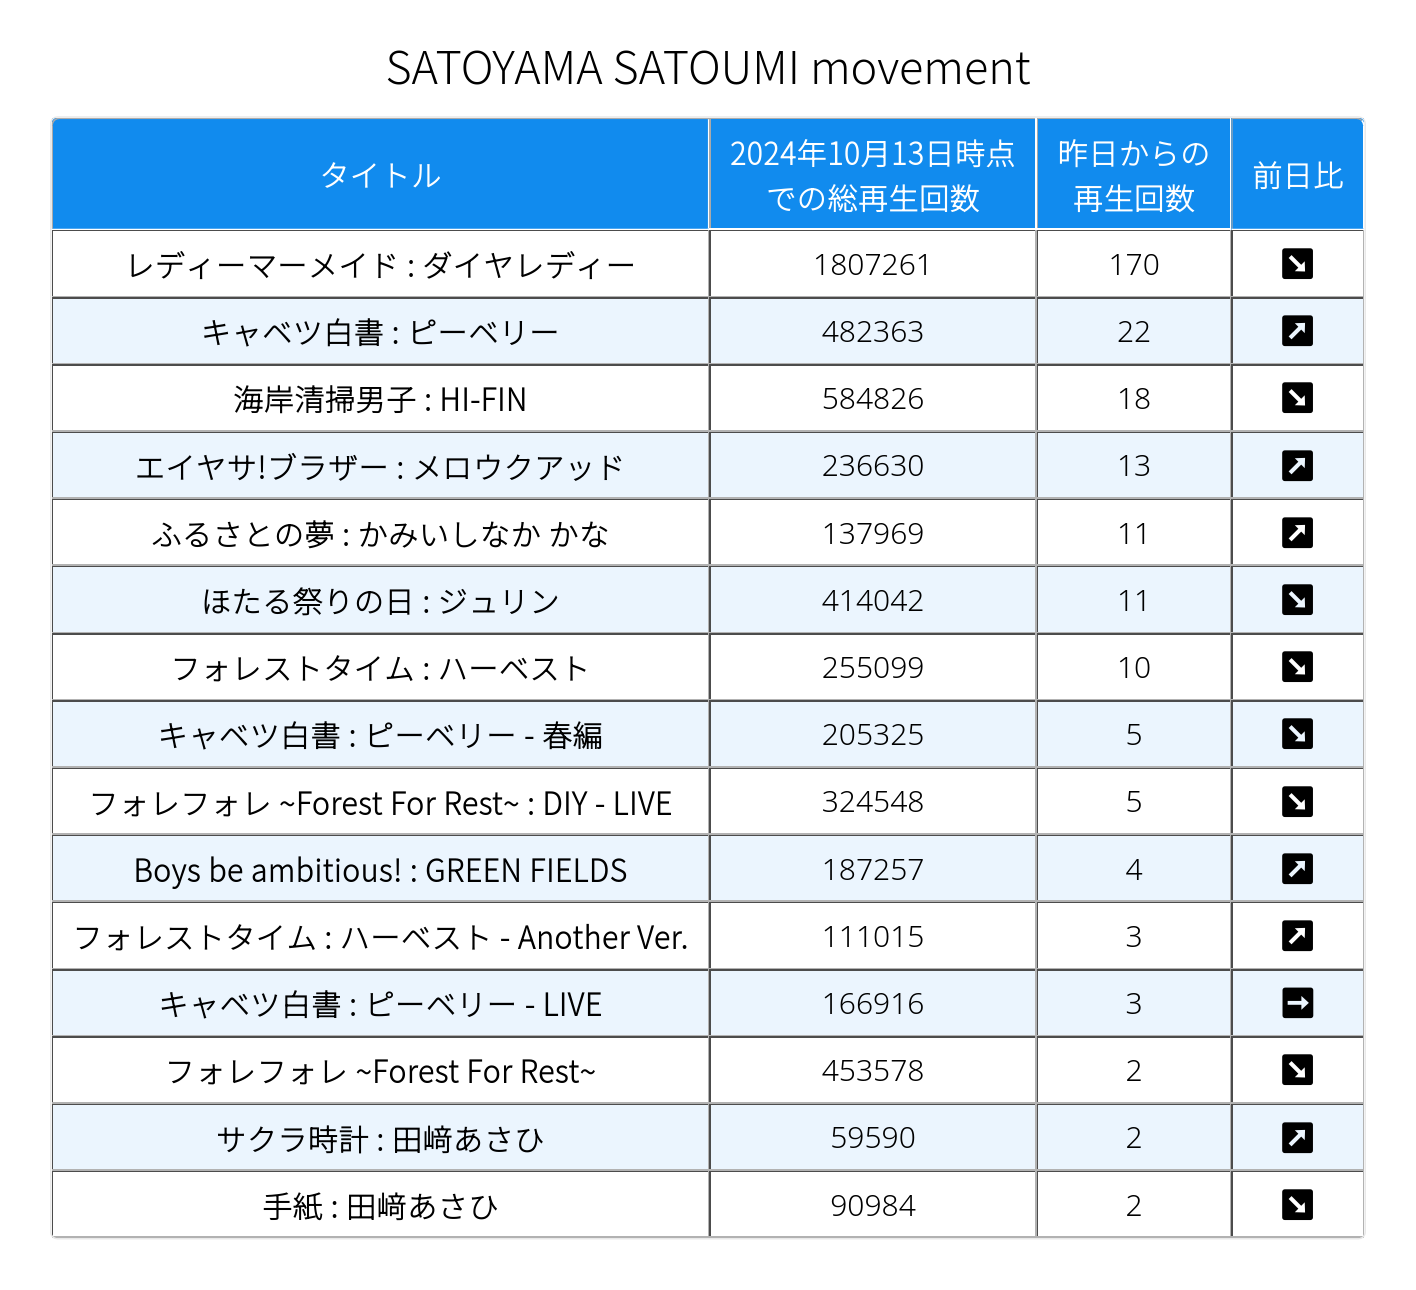 SATOYAMA SATOUMI movement
タイトル 2024年10月13日時点での総再生回数 昨日からの再生回数 前日比
レディーマーメイド : ダイヤレディー 1807261 170 ↘
キャベツ白書 : ピーベリー 482363 22 ↗
海岸清掃男子 : HI-FIN 584826 18 ↘
エイヤサ!ブラザー : メロウクアッド 236630 13 ↗
ふるさとの夢 : かみいしなか かな 137969 11 ↗
ほたる祭りの日 : ジュリン 414042 11 ↘
フォレストタイム : ハーベスト 255099 10 ↘
キャベツ白書 : ピーベリー - 春編 205325 5 ↘
フォレフォレ ~Forest For Rest~ : DIY - LIVE 324548 5 ↘
Boys be ambitious! : GREEN FIELDS 187257 4 ↗
フォレストタイム : ハーベスト - Another Ver. 111015 3 ↗
キャベツ白書 : ピーベリー - LIVE 166916 3 →
フォレフォレ ~Forest For Rest~ 453578 2 ↘
サクラ時計 : 田﨑あさひ 59590 2 ↗
手紙 : 田﨑あさひ 90984 2 ↘